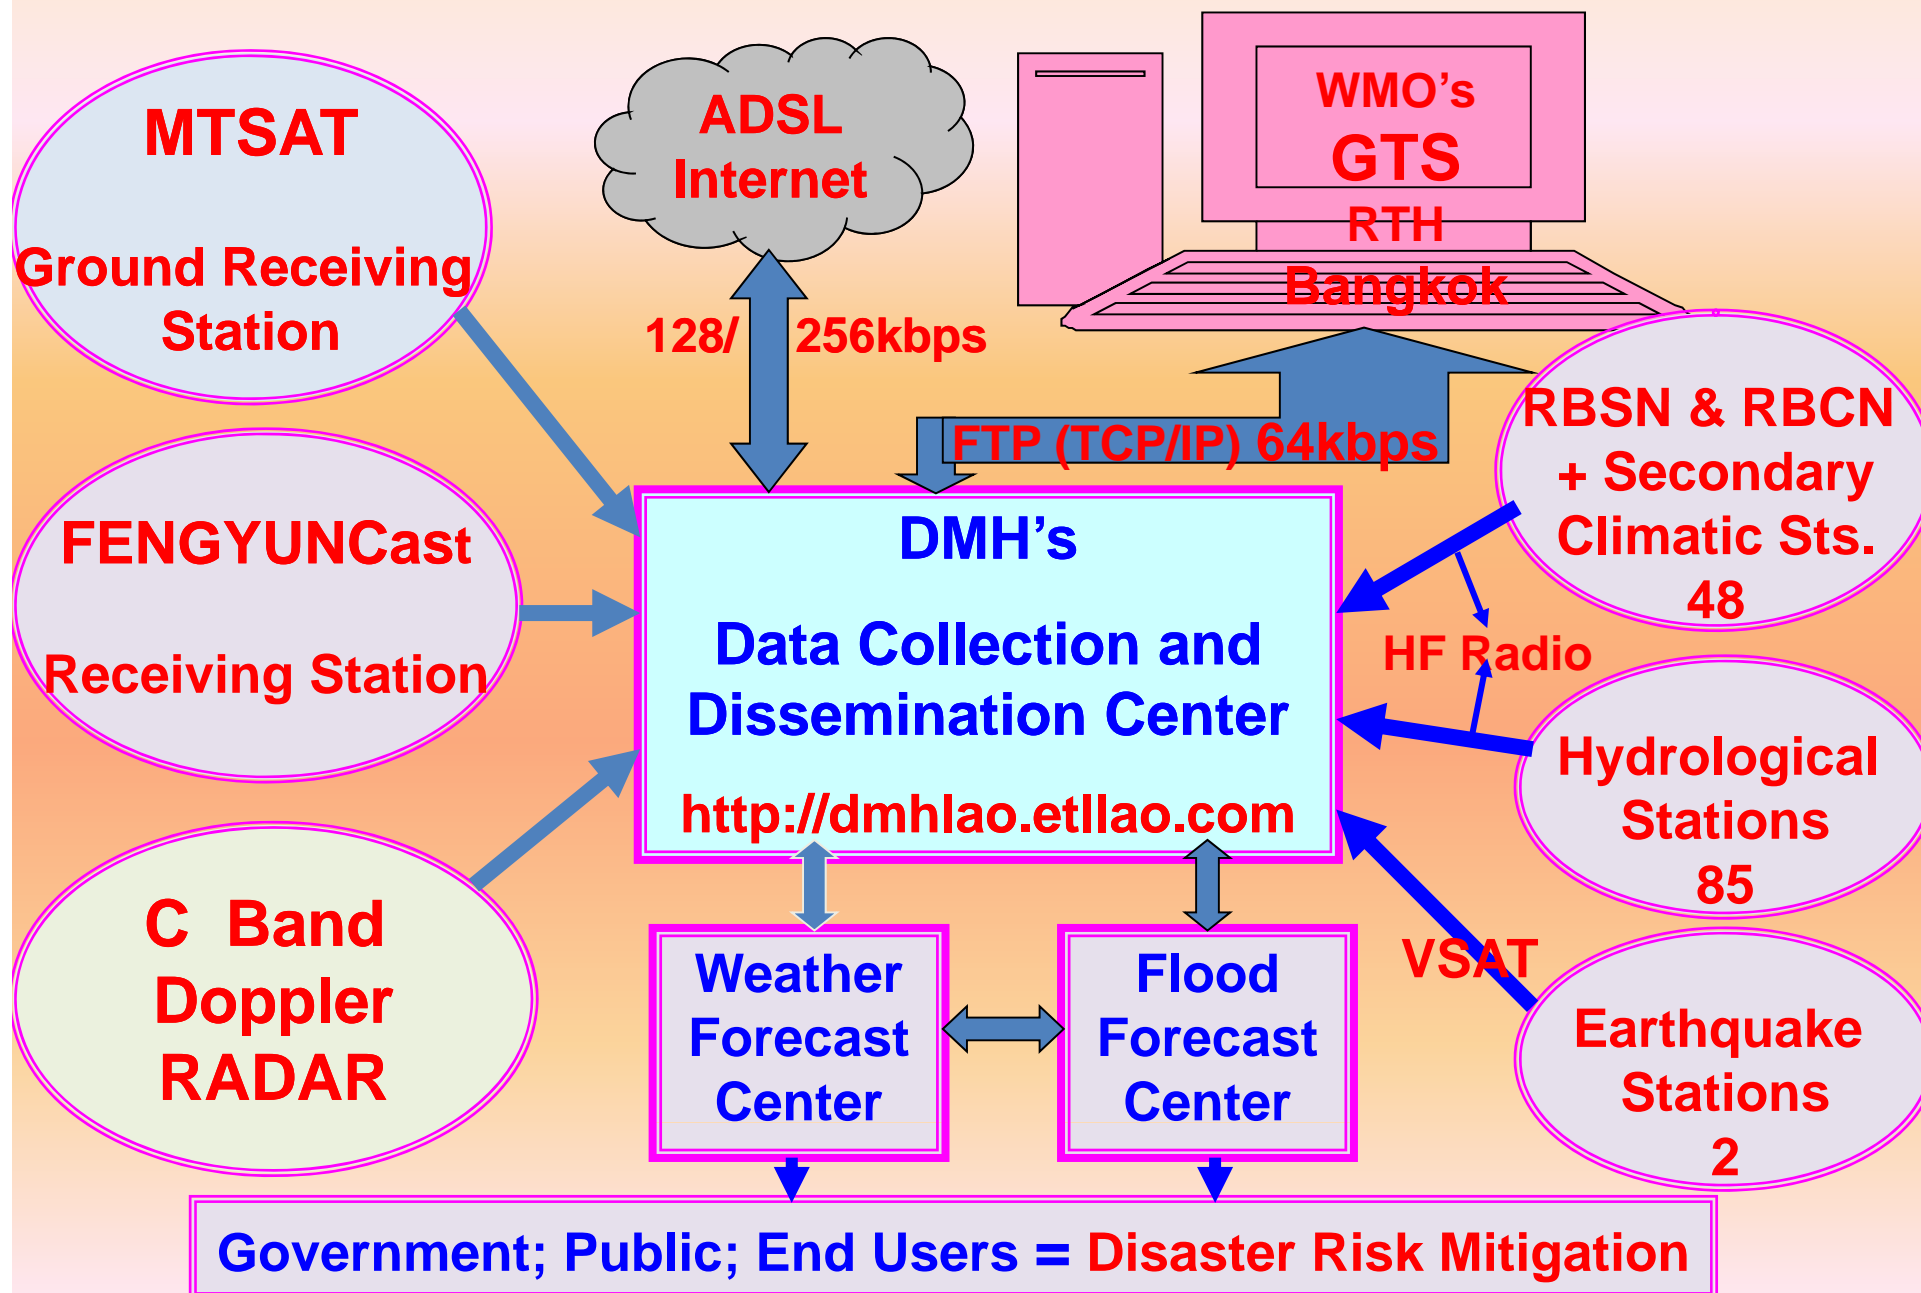 MTSAT
Ground Receiving
Station
ADSL
Internet
WMO's
GTS
RTH
Bangkok
128/ 256kbps
FTP (TCP/IP) 64kbps
RBSN & RBCN
+ Secondary
Climatic Sts.
48
FENGYUNCast
Receiving Station
DMH's
Data Collection and
Dissemination Center
http://dmhlao.etllao.com
HF Radio
Hydrological
Stations
85
C Band
Doppler
RADAR
VSAT
Weather
Forecast
Center
Flood
Forecast
Center
Earthquake
Stations
2
Government; Public; End Users = Disaster Risk Mitigation